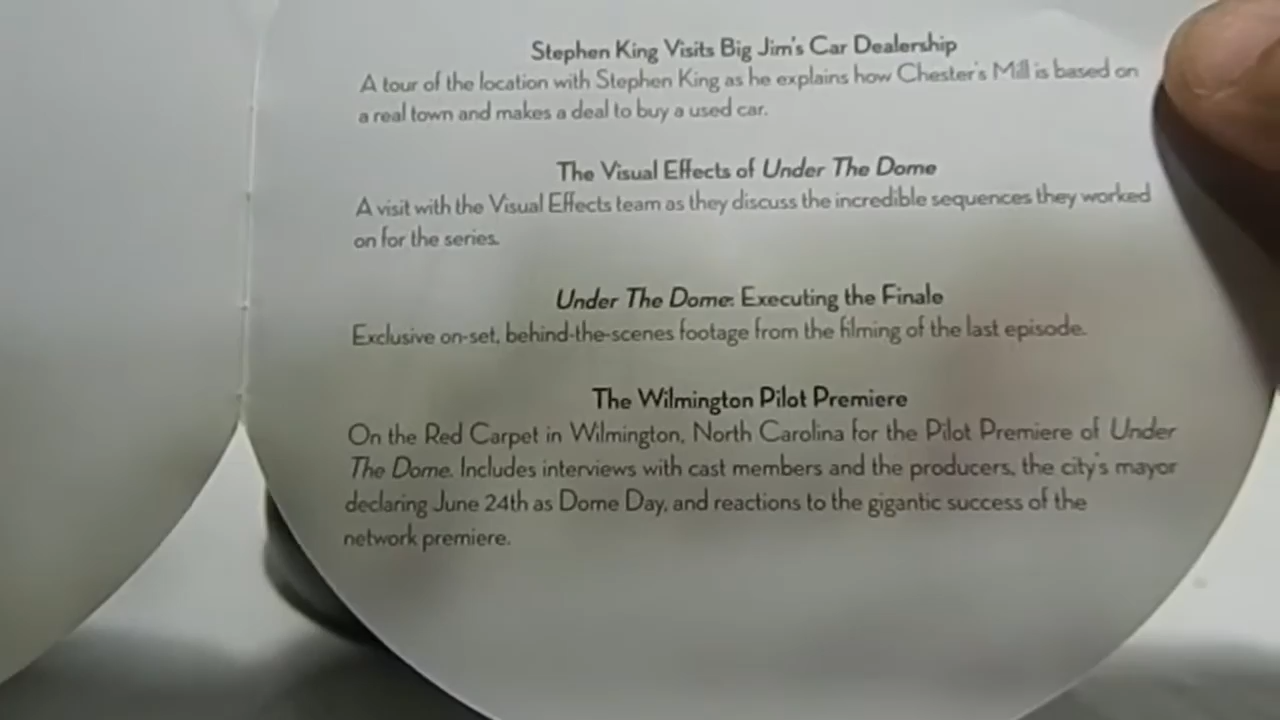 Stephen King Visits Big Jim's Car Dealership
A tour of the location with Stephen King as he explains how Chester's Mill is based on
a real town and makes a deal to buy a used car.
The Visual Effects of Under The Dome
A visit with the Visual Effects team as they discuss the incredible sequences they worked
on for the series.
Under The Dome: Executing the Finale
Exclusive on-set, behind-the-scenes footage from the filming of the last episode.
The Wilmington Pilot Premiere
On the Red Carpet in Wilmington, North Carolina for the Pilot Premiere of Under
The Dome. Includes interviews with cast members and the producers, the city's mayor
declaring June 24th as Dome Day, and reactions to the gigantic success of the
network premiere.